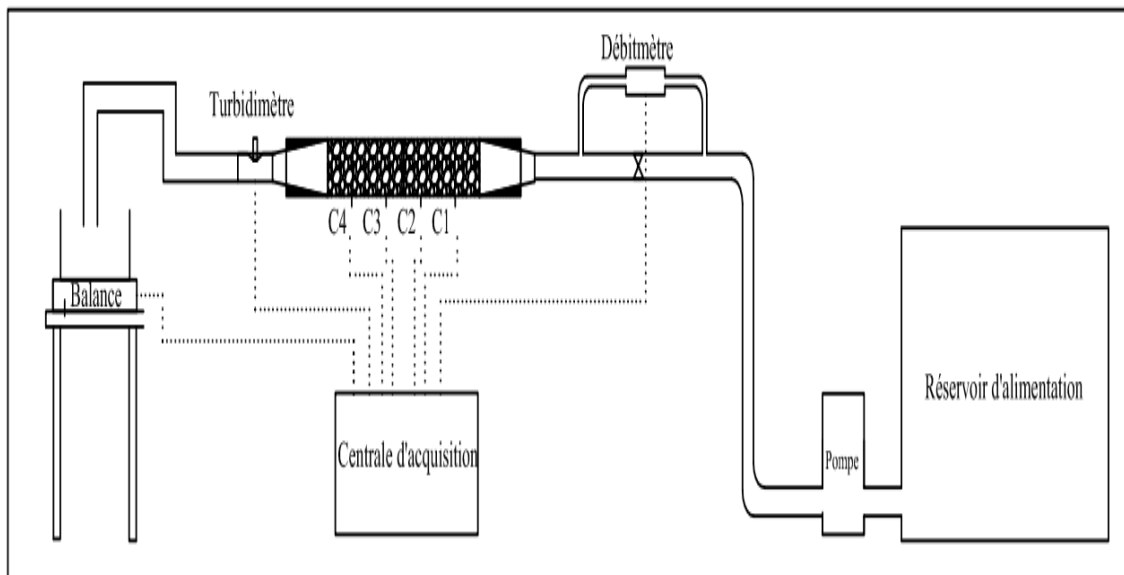 Débitmètre
Turbidimètre
C4 C3 C2 C1
Balance
Réservoir d'alimentation
Centrale d'acquisition
Pompe